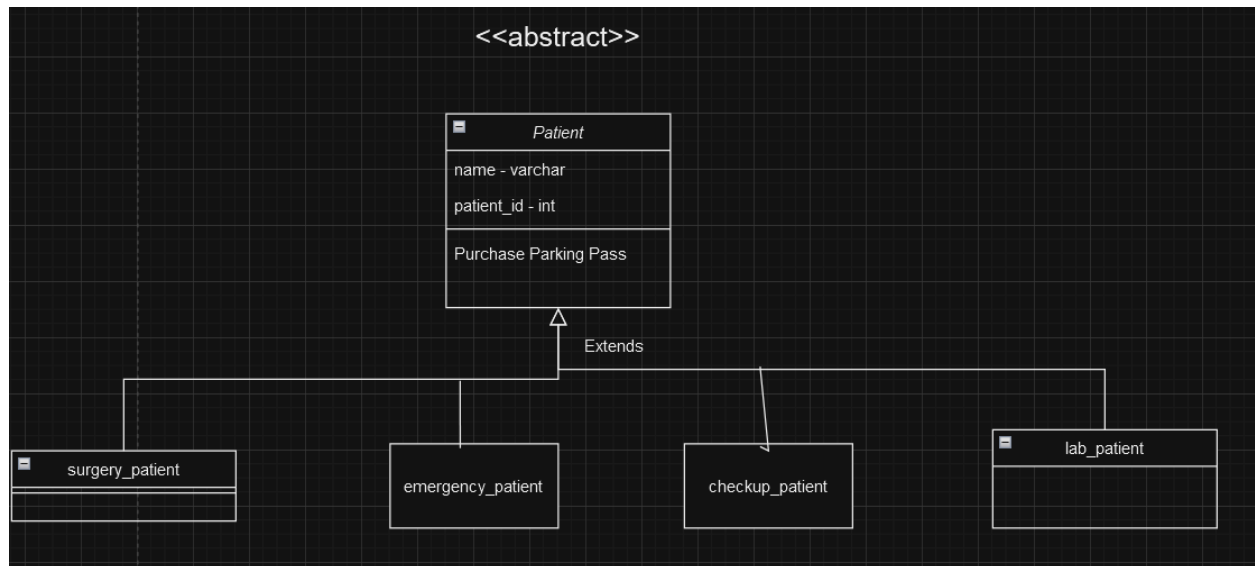 <<abstract>>
Patient
name - varchar
patient_id - int
Purchase Parking Pass
Extends
surgery_patient
emergency_patient
checkup_patient
lab_patient